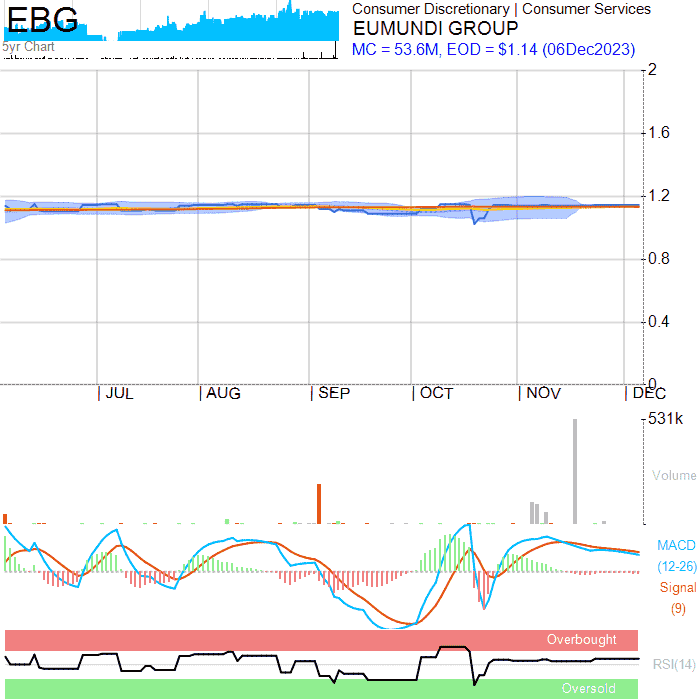 EBG
5yr Chart
Consumer Discretionary | Consumer Services
EUMUNDI GROUP
MC = 53.6M, EOD = $1.14 (06Dec2023)
2
1.6
1.2
0.8
0.4
0
| JUL | AUG | SEP | OCT | NOV | DEC
531k
Volume
MACD
(12-26)
Signal
(9)
Overbought
RSI(14)
Oversold